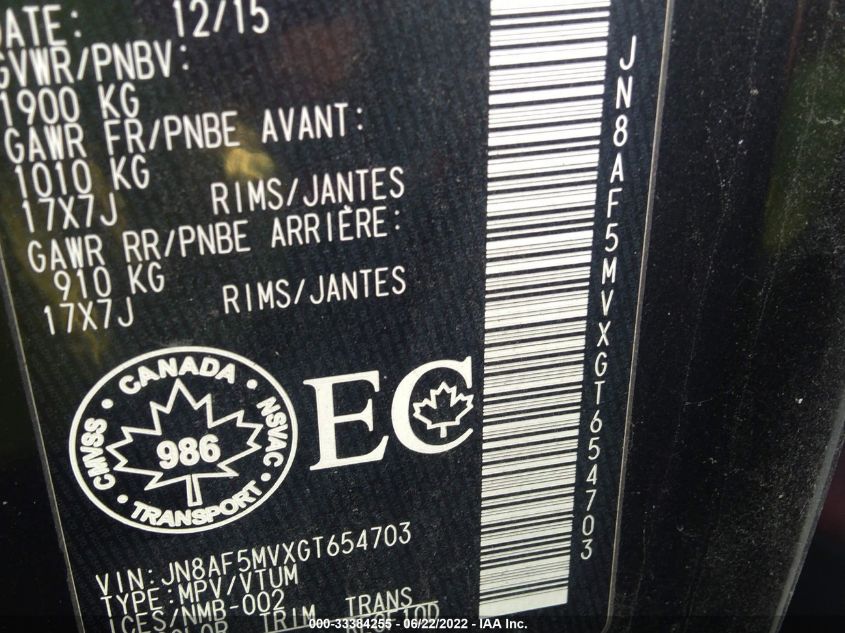 DATE: 12/15
GVWR/PNBV:
1900 KG
GAWR FR/PNBE AVANT:
1010 KG
17X7J RIMS/JANTES
GAWR RR/PNBE ARRIÈRE:
910 KG
17X7J RIMS/JANTES
CANADA
CMVSS 986 NSVAC
TRANSPORT
EC
VIN:JN8AF5MVXGT654703
TYPE:MPV/VTUM
ICES/NMB-002
COLOR TRIM TRANS
JN8AF5MVXGT654703
000-33384255 - 06/22/2022 - IAA Inc.